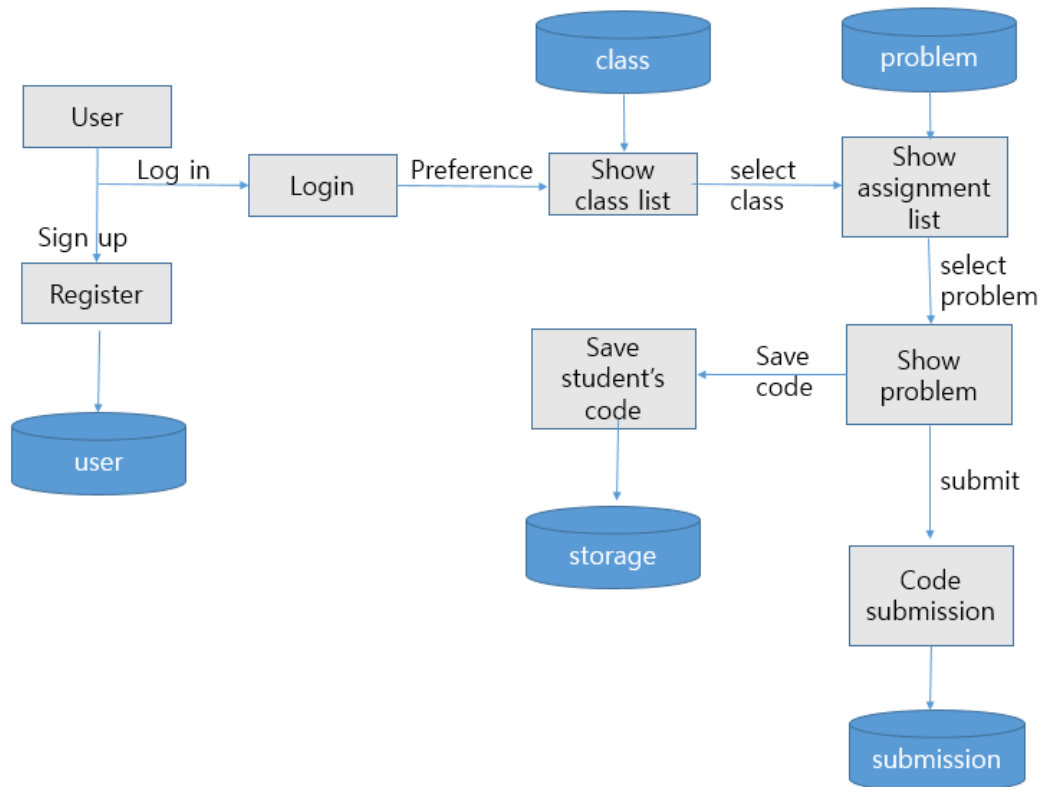 class
problem
User
Log in
Login
Preference
Show
class list
select
class
Show
assignment
list
Sign up
Register
select
problem
Save
student's
code
Save
code
Show
problem
user
submit
storage
Code
submission
submission